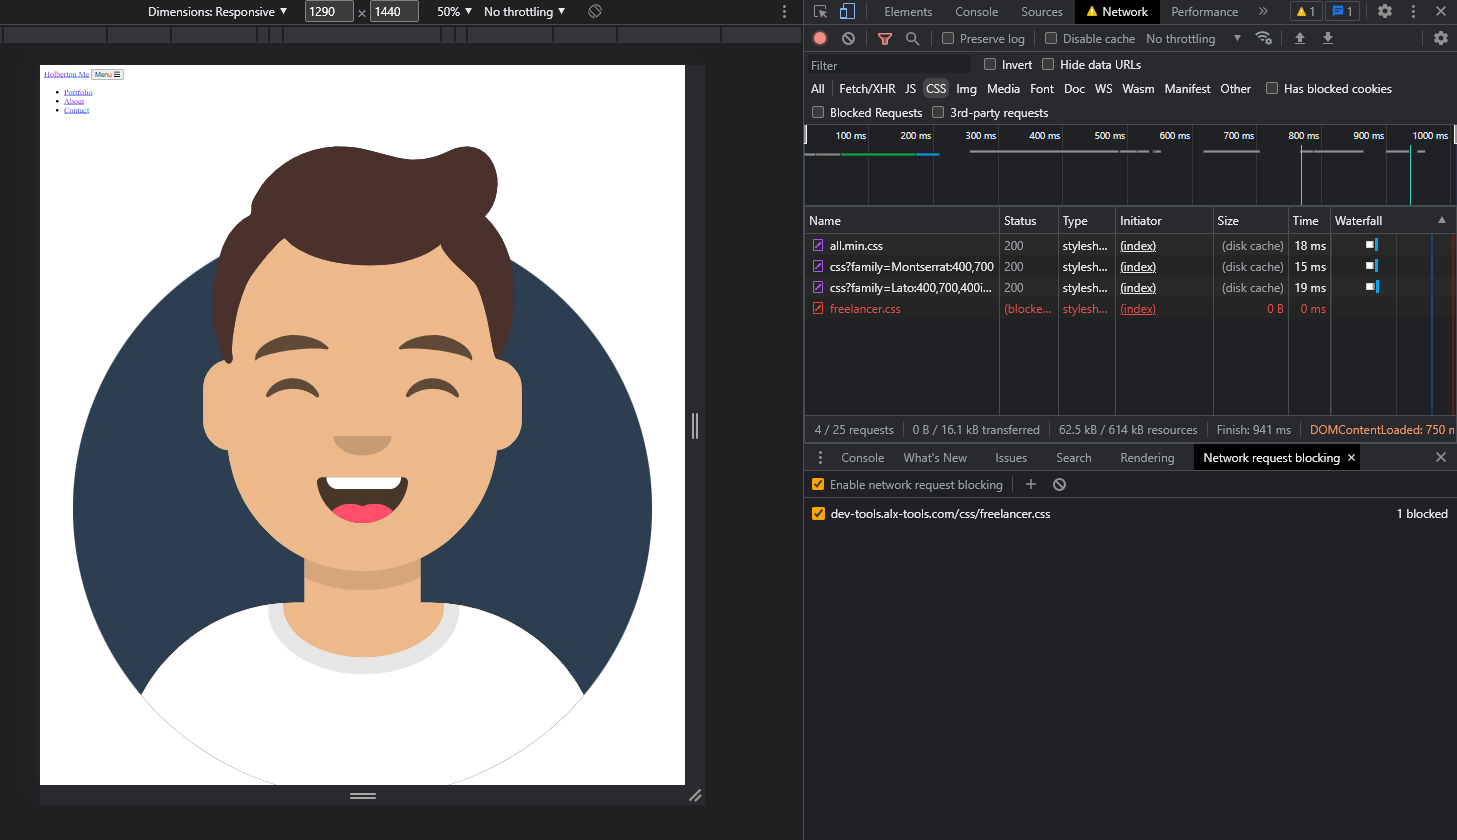 Dimensions: Responsive ▼ 1290 × 1440 50% ▼ No throttling ▼
Holberton Me Menu ☰
Portfolio
About
Contact
Elements Console Sources Network Performance » 1 1
Preserve log Disable cache No throttling ▼
Filter Invert Hide data URLs
All Fetch/XHR JS CSS Img Media Font Doc WS Wasm Manifest Other Has blocked cookies
Blocked Requests 3rd-party requests
100 ms 200 ms 300 ms 400 ms 500 ms 600 ms 700 ms 800 ms 900 ms 1000 ms
Name Status Type Initiator Size Time Waterfall ▲
all.min.css 200 stylesh... (index) (disk cache) 18 ms
css?family=Montserrat:400,700 200 stylesh... (index) (disk cache) 15 ms
css?family=Lato:400,700,400i... 200 stylesh... (index) (disk cache) 19 ms
freelancer.css (blocke... stylesh... (index) 0 B 0 ms
4 / 25 requests 0 B / 16.1 kB transferred 62.5 kB / 614 kB resources Finish: 941 ms DOMContentLoaded: 750 m
Console What's New Issues Search Rendering Network request blocking ×
Enable network request blocking
dev-tools.alx-tools.com/css/freelancer.css 1 blocked